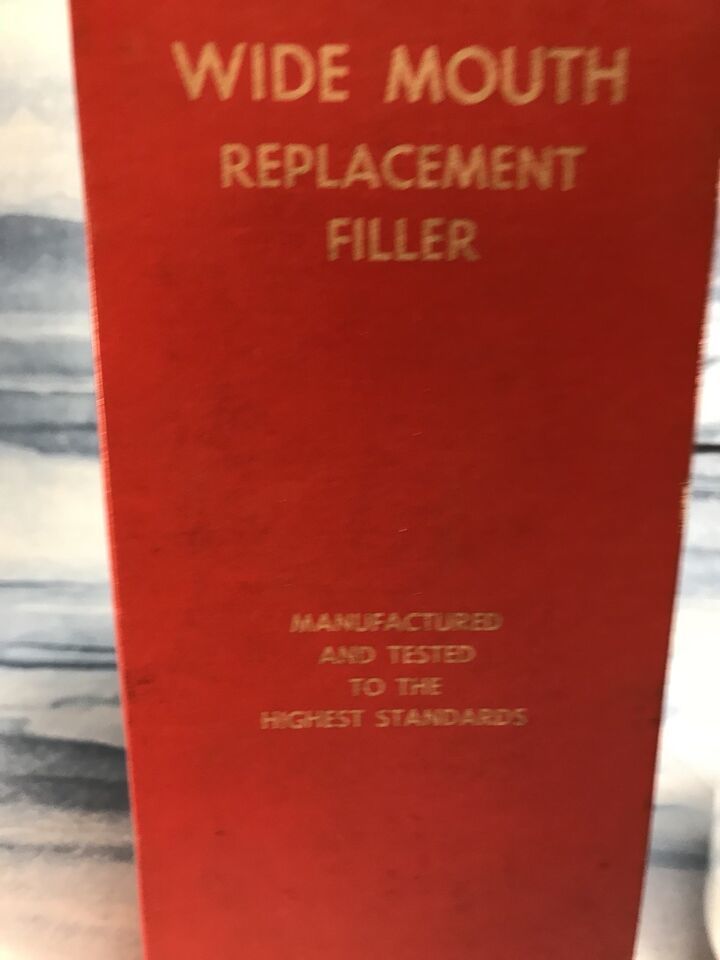 WIDE MOUTH
REPLACEMENT
FILLER
MANUFACTURED
AND TESTED
TO THE
HIGHEST STANDARDS